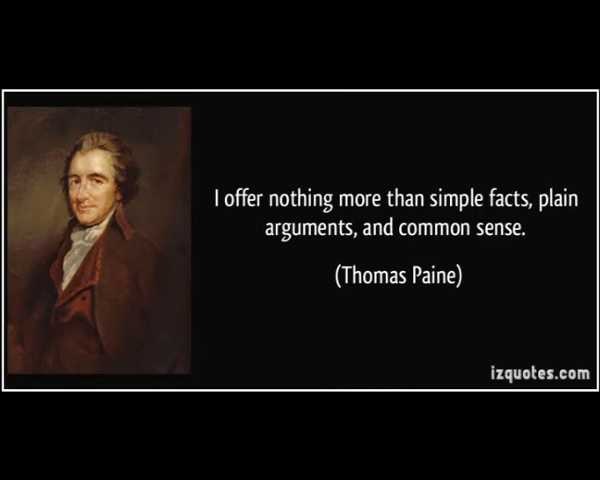 I offer nothing more than simple facts, plain
arguments, and common sense.
(Thomas Paine)
izquotes.com